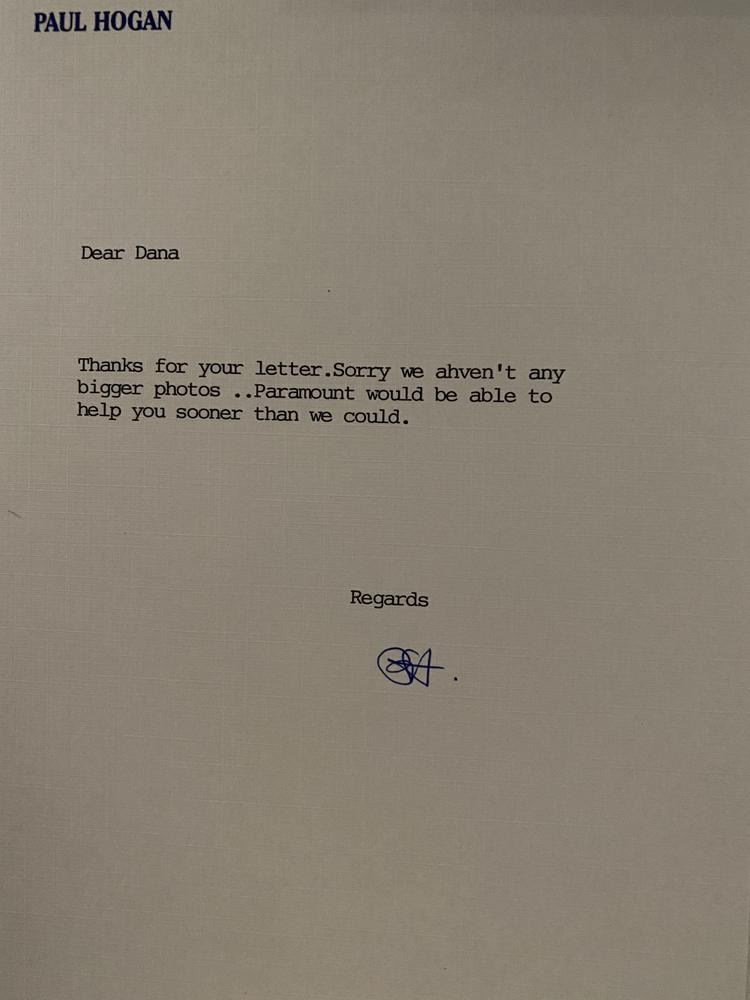 PAUL HOGAN
Dear Dana
Thanks for your letter.Sorry we ahven't any
bigger photos ..Paramount would be able to
help you sooner than we could.
Regards